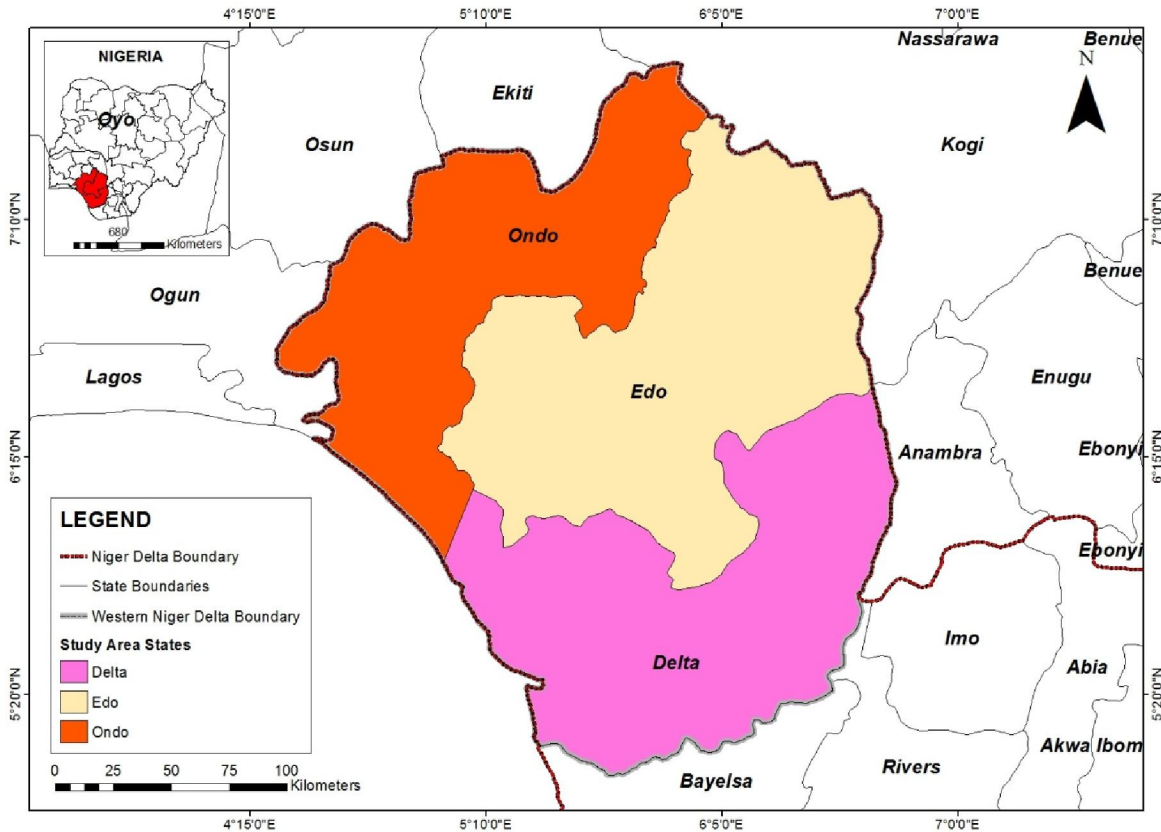 4°15'0"E 5°10'0"E 6°5'0"E 7°0'0"E
NIGERIA
Oyo
680
Kilometers
Nassarawa
Benue
N
Ekiti
Osun
Kogi
7°10'0"N
7°10'0"N
Ondo
Ogun
Benue
Lagos
Edo
Enugu
6°15'0"N
Anambra
Ebonyi
6°15'0"N
LEGEND
Niger Delta Boundary
State Boundaries
Western Niger Delta Boundary
Study Area States
Delta
Edo
Ondo
Ebonyi
Imo
Delta
Abia
5°20'0"N
5°20'0"N
Akwa Ibom
Rivers
Bayelsa
0 25 50 75 100
Kilometers
4°15'0"E 5°10'0"E 6°5'0"E 7°0'0"E